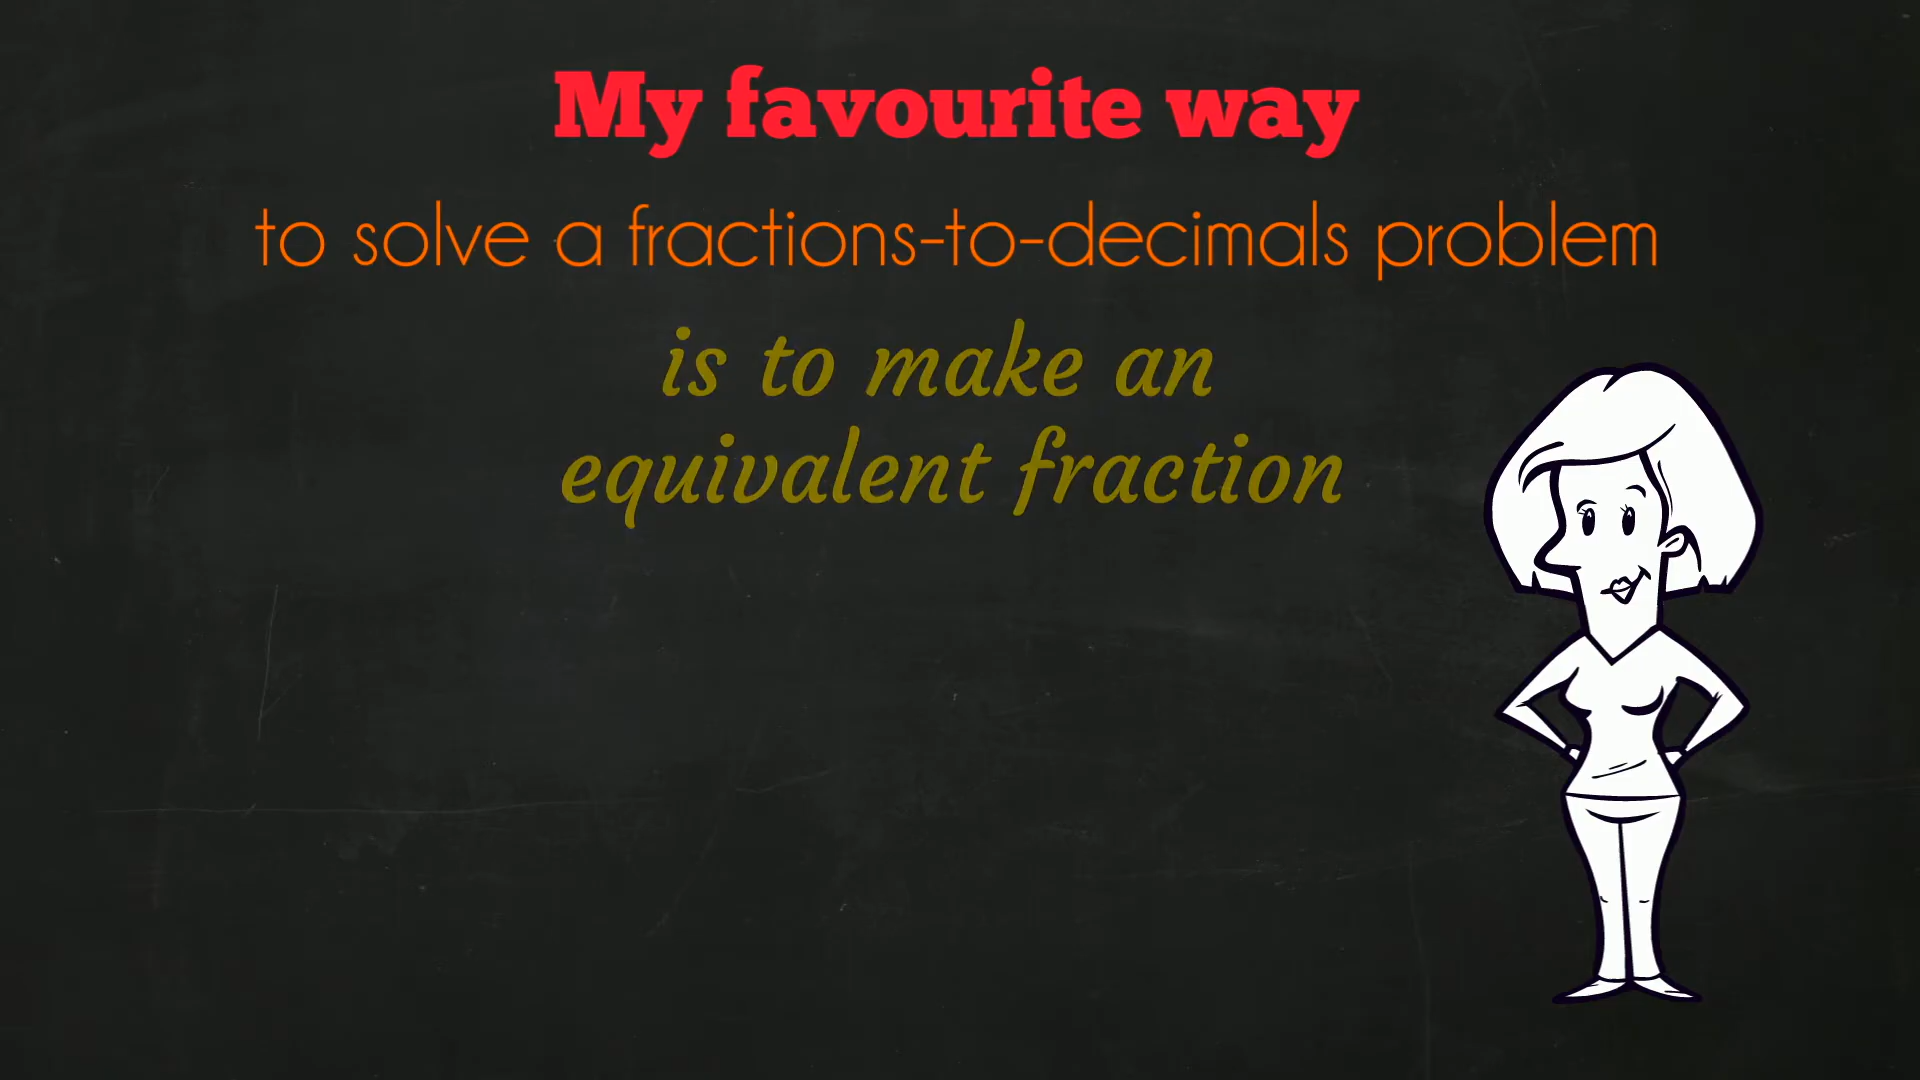 My favourite way
to solve a fractions-to-decimals problem
is to make an
equivalent fraction